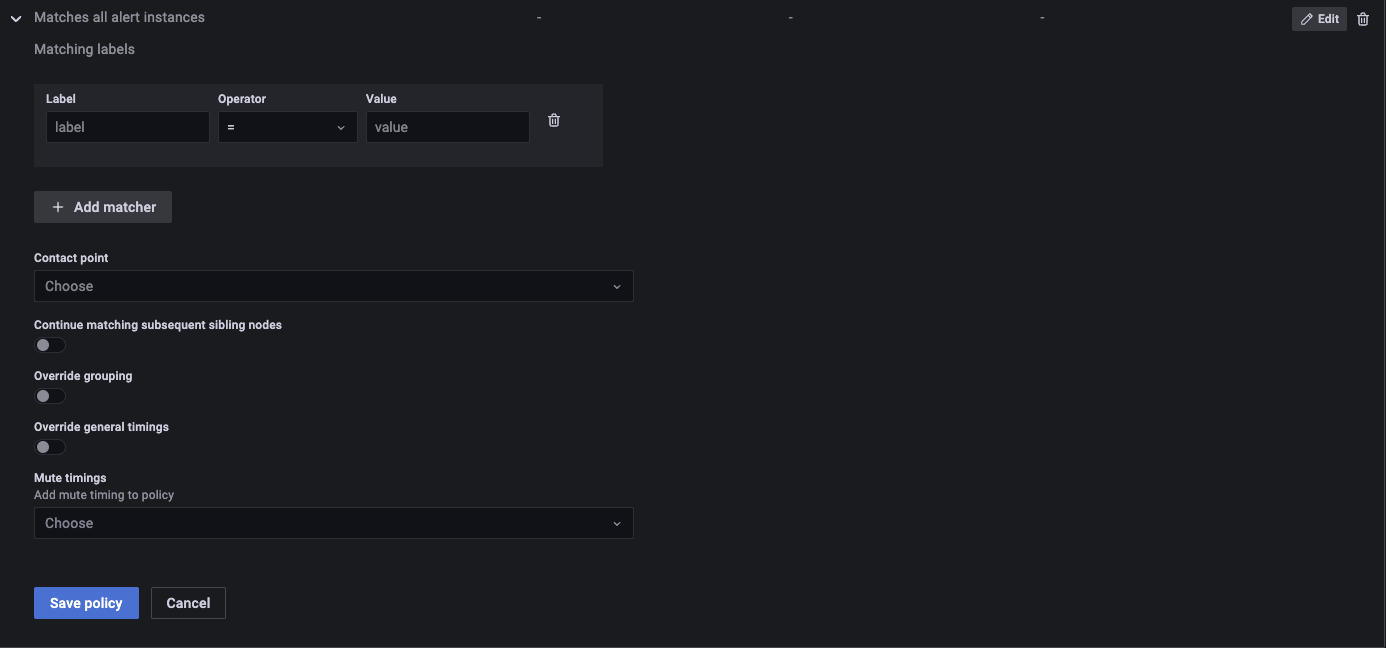 Matches all alert instances - - - Edit
Matching labels
Label Operator Value
label = value
+ Add matcher
Contact point
Choose
Continue matching subsequent sibling nodes
Override grouping
Override general timings
Mute timings
Add mute timing to policy
Choose
Save policy Cancel